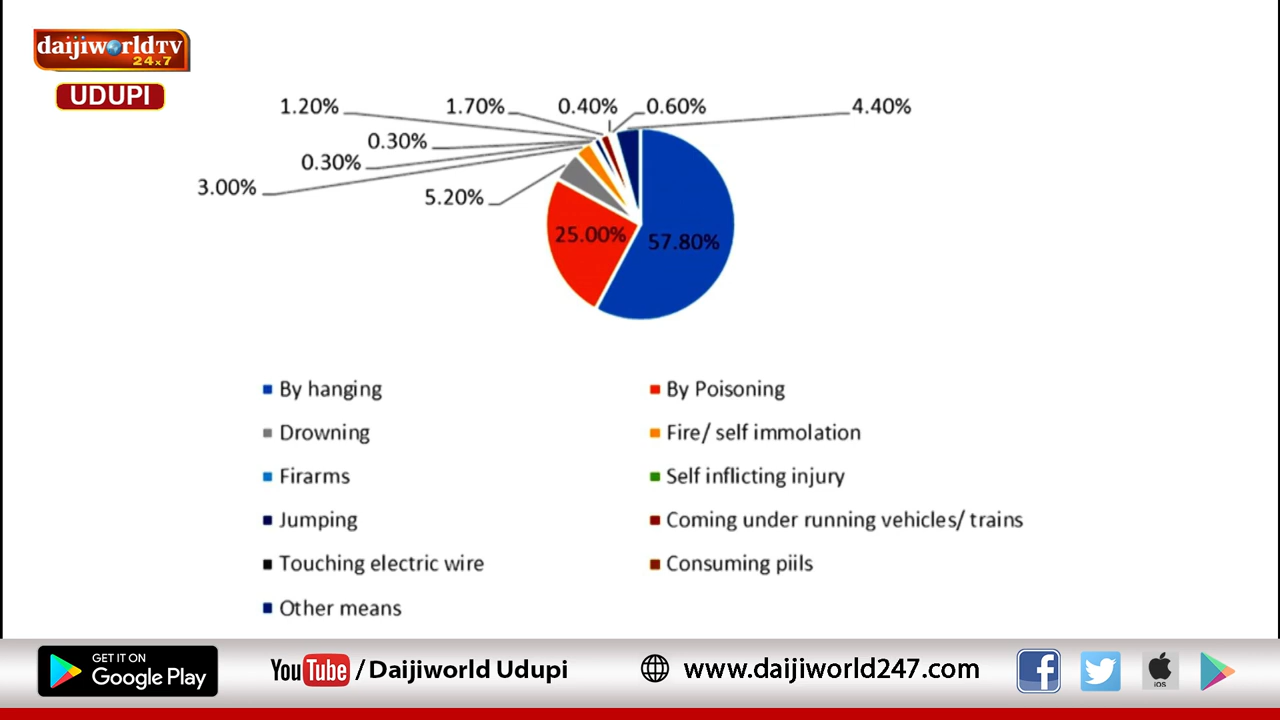 daijiworldTV
24x7
UDUPI
1.20%
1.70%
0.40%
0.60%
4.40%
0.30%
0.30%
3.00%
5.20%
25.00%
57.80%
By hanging
By Poisoning
Drowning
Fire/ self immolation
Firarms
Self inflicting injury
Jumping
Coming under running vehicles/ trains
Touching electric wire
Consuming piils
Other means
GET IT ON
Google Play
YouTube / Daijiworld Udupi
www.daijiworld247.com
iOS